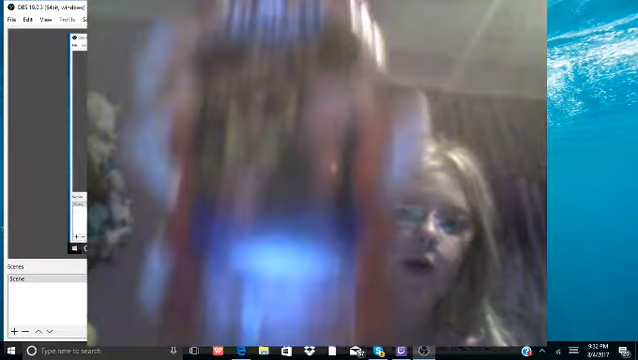 OBS 19.0.3 (64bit, windows)
File Edit View Profile
Scenes
Scene
Type here to search
9:32 PM
8/4/2017